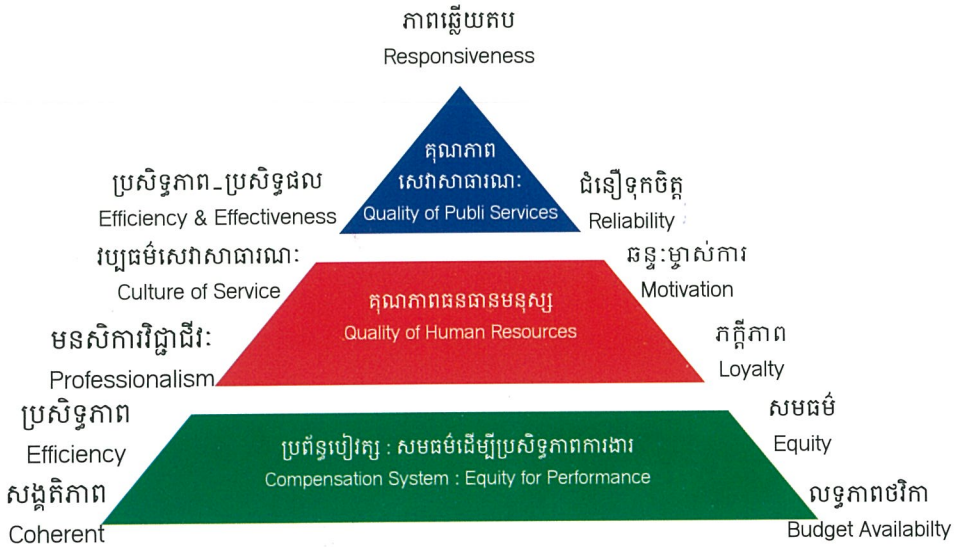 ភាពឆ្លើយតប
Responsiveness
គុណភាព
សេវាសាធារណៈ
Quality of Publi Services
ប្រសិទ្ធភាព-ប្រសិទ្ធផល
Efficiency & Effectiveness
ជំនឿទុកចិត្ត
Reliability
វប្បធម៌សេវាសាធារណៈ
Culture of Service
ឆន្ទៈម្ចាស់ការ
Motivation
គុណភាពធនធានមនុស្ស
Quality of Human Resources
មនសិការវិជ្ជាជីវៈ
Professionalism
ភក្តីភាព
Loyalty
ប្រសិទ្ធភាព
Efficiency
សមធម៌
Equity
ប្រព័ន្ធបៀវត្ស : សមធម៌ដើម្បីប្រសិទ្ធភាពការងារ
Compensation System : Equity for Performance
សង្គតិភាព
Coherent
លទ្ធភាពថវិកា
Budget Availabilty